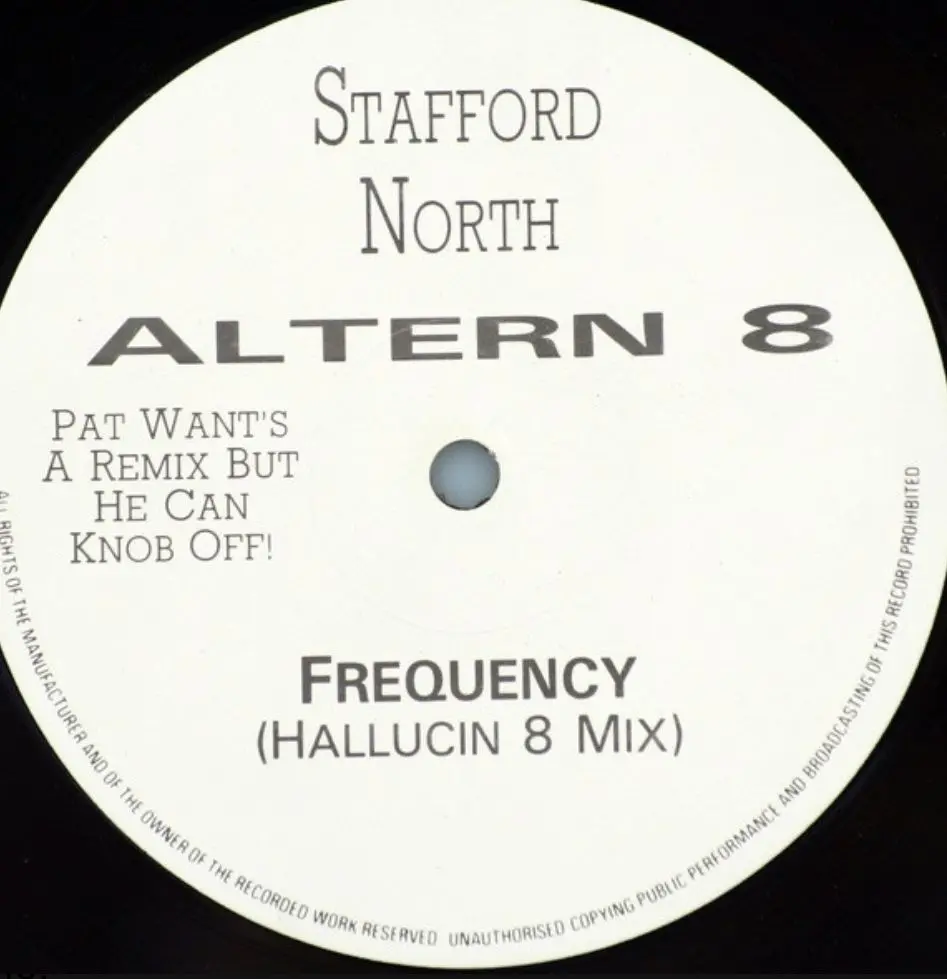 STAFFORD
NORTH
ALTERN 8
PAT WANT'S
A REMIX BUT
HE CAN
KNOB OFF!
FREQUENCY
(HALLUCIN 8 MIX)
ALL RIGHTS OF THE MANUFACTURER AND OF THE OWNER OF THE RECORDED WORK RESERVED UNAUTHORISED COPYING PUBLIC PERFORMANCE AND BROADCASTING OF THIS RECORD PROHIBITED